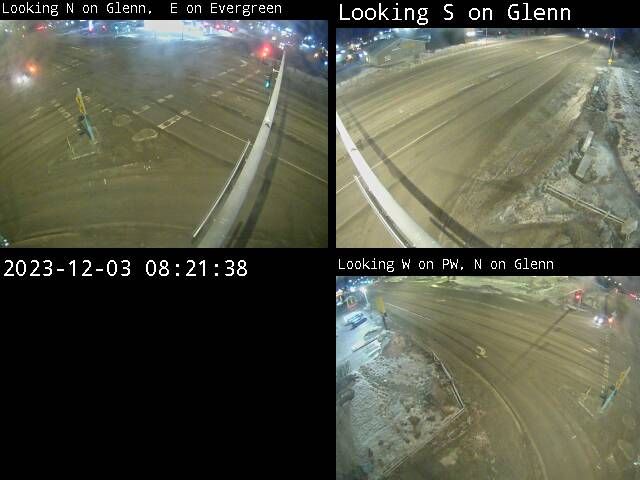 Looking N on Glenn, E on Evergreen
Looking S on Glenn
2023-12-03 08:21:38
Looking W on PW, N on Glenn